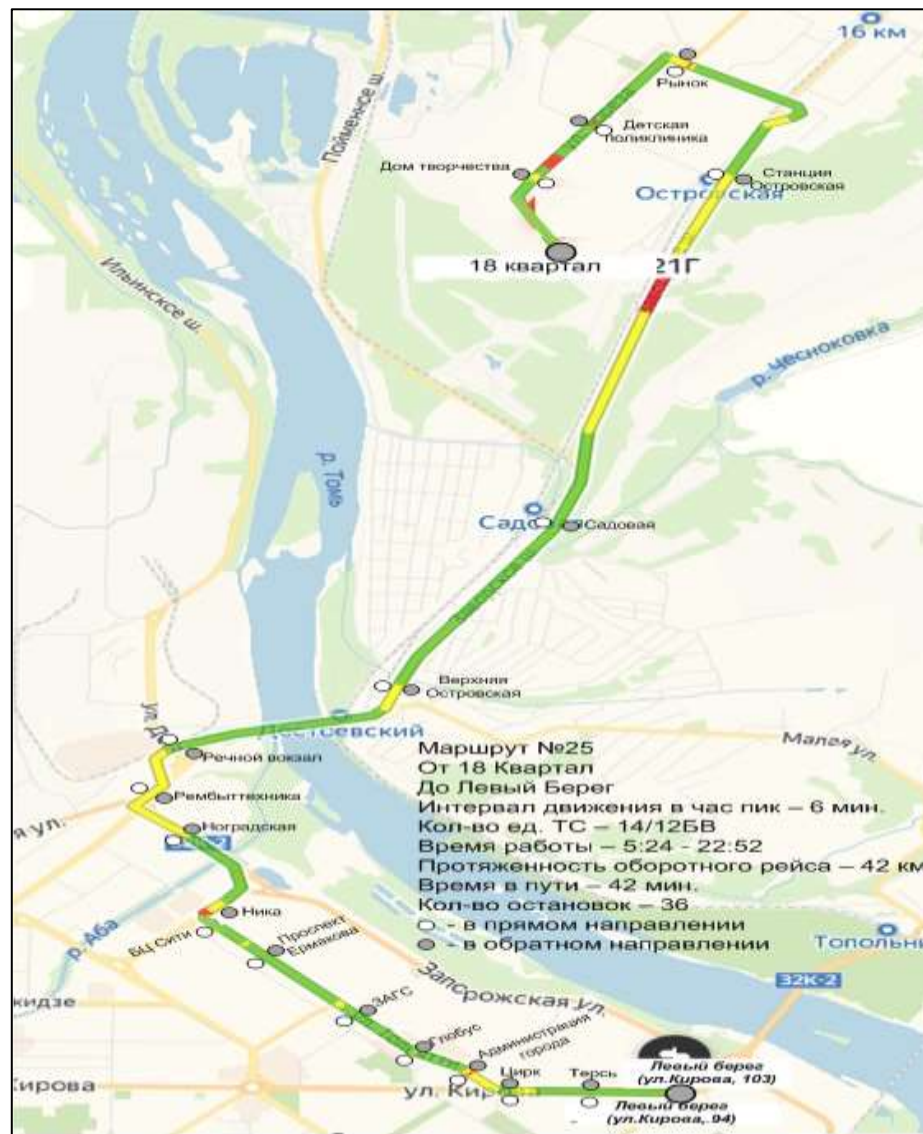 16 км
Пойменное ш.
Рынок
Детская
поликлиника
Дом творчества
Станция
Островская
18 квартал
21Г
Ильинское ш.
р. Чесноковка
р. Томь
Садовая
Верхняя
Островская
Малая ул.
Речной вокзал
Рембыттехника
Ноградская
Маршрут №25
От 18 Квартал
До Левый Берег
Интервал движения в час пик – 6 мин.
Кол-во ед. ТС – 14/12БВ
Время работы – 5:24 - 22:52
Протяженность оборотного рейса – 42 км
Время в пути – 42 мин.
Кол-во остановок – 36
- в прямом направлении
- в обратном направлении
Ника
БЦ Сити
Проспект
Ермакова
р. Аба
Топольни
32К-2
ЗАГС
Запорожская ул.
Глобус
Администрация
города
Цирк
Терсь
Кирова
ул. Кирова
Левый берег
(ул.Кирова, 103)
Левый берег
(ул.Кирова, 94)